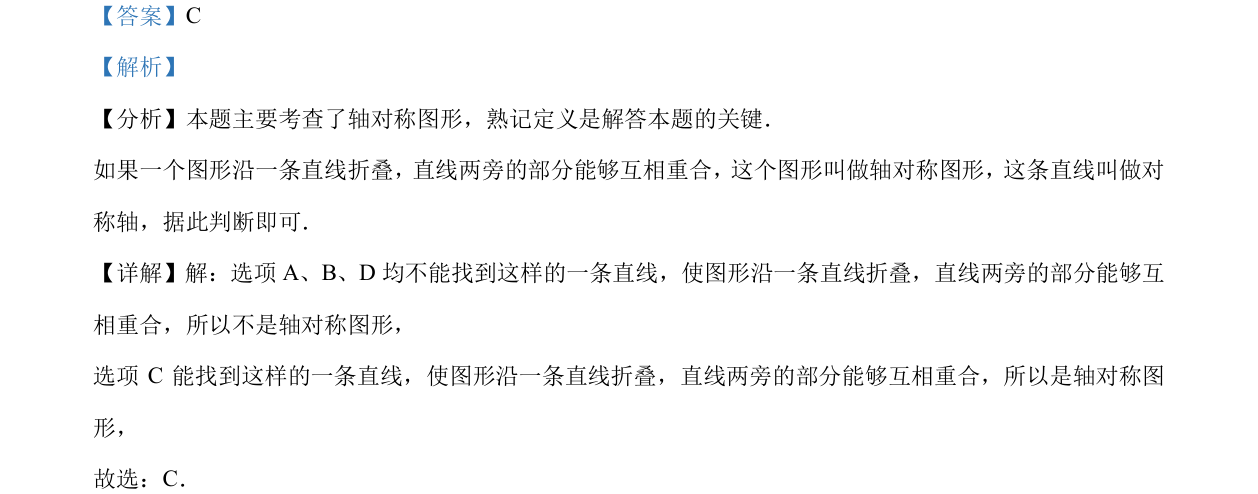 【答案】C
【解析】
【分析】本题主要考查了轴对称图形，熟记定义是解答本题的关键．
如果一个图形沿一条直线折叠，直线两旁的部分能够互相重合，这个图形叫做轴对称图形，这条直线叫做对
称轴，据此判断即可．
【详解】解：选项 A、B、D 均不能找到这样的一条直线，使图形沿一条直线折叠，直线两旁的部分能够互
相重合，所以不是轴对称图形，
选项 C 能找到这样的一条直线，使图形沿一条直线折叠，直线两旁的部分能够互相重合，所以是轴对称图
形，
故选：C．